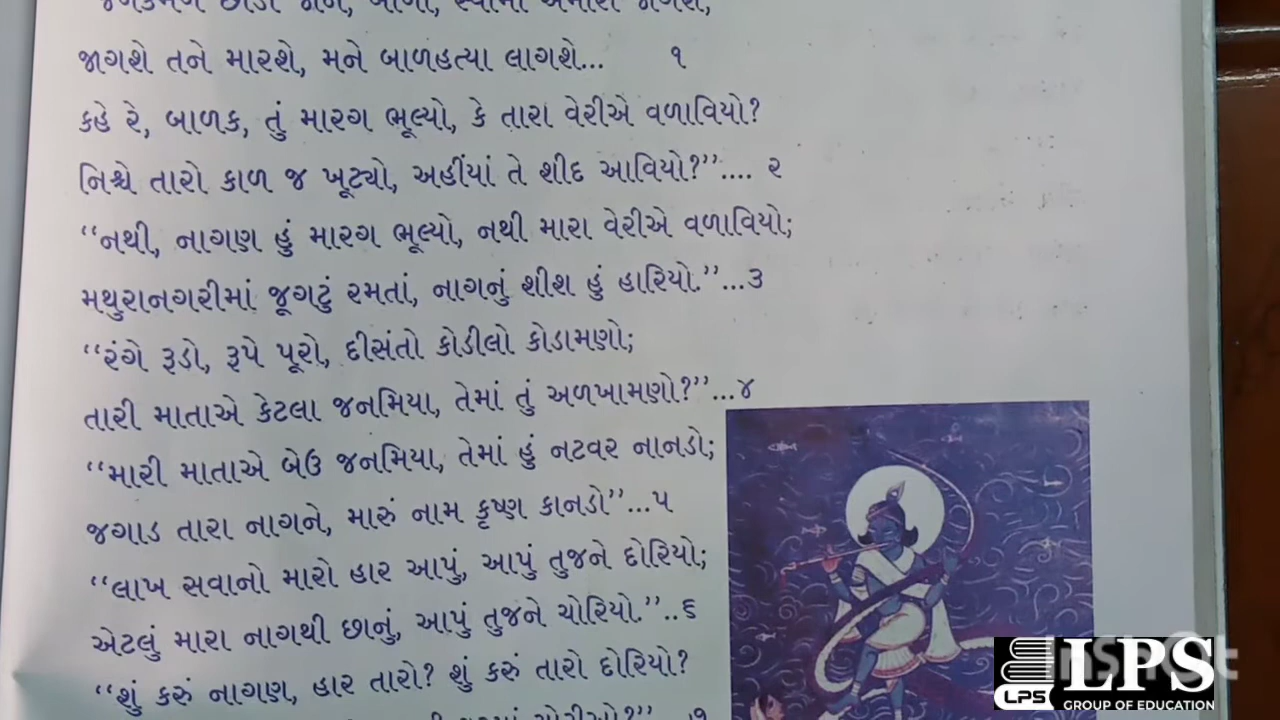 જાગશે તને મારશે, મને બાળહત્યા લાગશે... ૧
કહે રે, બાળક, તું મારગ ભૂલ્યો, કે તારા વેરીએ વળાવિયો?
નિશ્ચે તારો કાળ જ ખૂટ્યો, અહીંયાં તે શીદ આવિયો?”.... ૨
“નથી, નાગણ હું મારગ ભૂલ્યો, નથી મારા વેરીએ વળાવિયો;
મથુરાનગરીમાં જૂગટું રમતાં, નાગનું શીશ હું હારિયો.”...૩
“રંગે રૂડો, રૂપે પૂરો, દીસંતો કોડીલો કોડામણો;
તારી માતાએ કેટલા જનમિયા, તેમાં તું અળખામણો?”...૪
“મારી માતાએ બેઉ જનમિયા, તેમાં હું નટવર નાનડો;
જગાડ તારા નાગને, મારું નામ કૃષ્ણ કાનડો”...૫
“લાખ સવાનો મારો હાર આપું, આપું તુજને દોરિયો;
એટલું મારા નાગથી છાનું, આપું તુજને ચોરિયો.”..૬
“શું કરું નાગણ, હાર તારો? શું કરું તારો દોરિયો?
LPS
LPS
GROUP OF EDUCATION